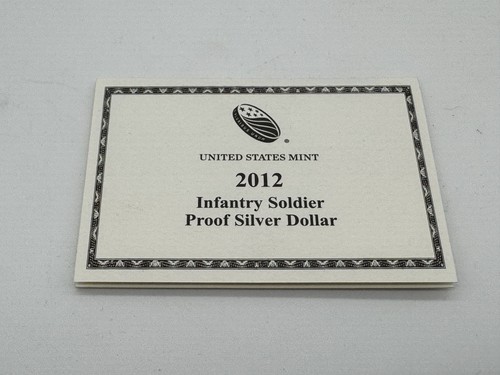 UNITED STATES MINT
2012
Infantry Soldier
Proof Silver Dollar